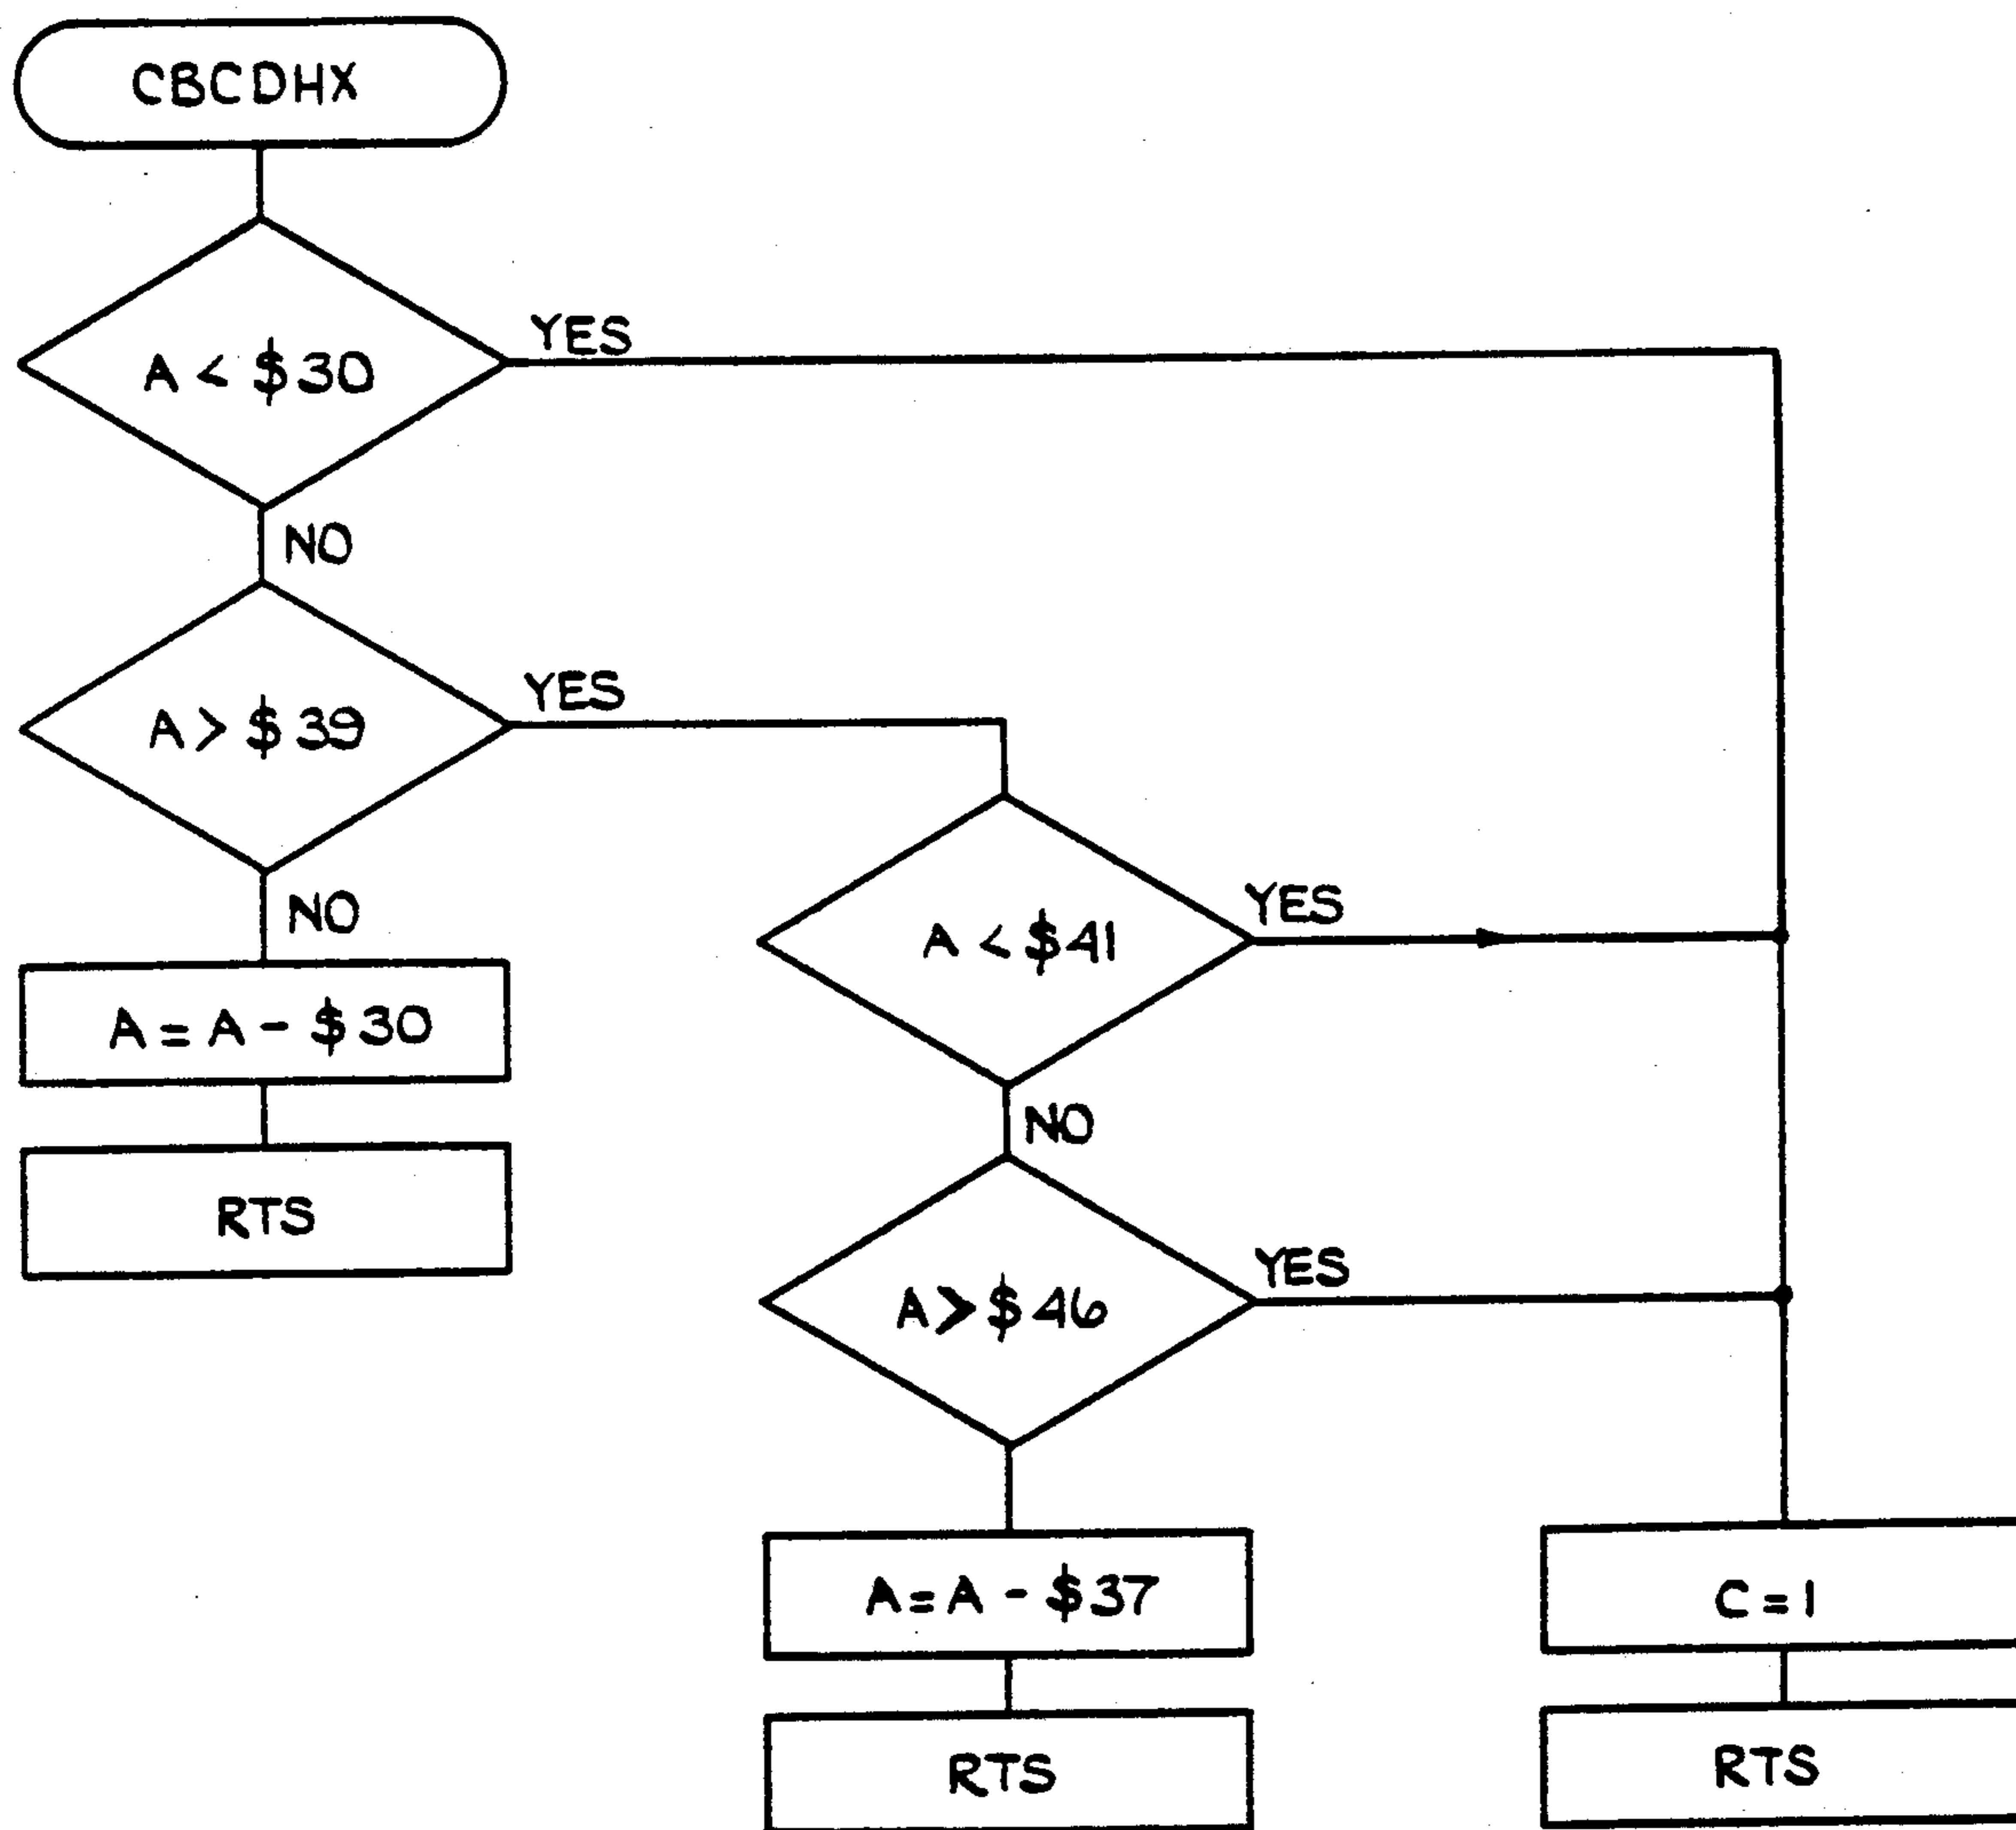 CBCDHX
A < $30
YES
NO
A > $39
YES
NO
A = A - $30
RTS
A < $41
YES
NO
A > $46
YES
A = A - $37
RTS
C = 1
RTS